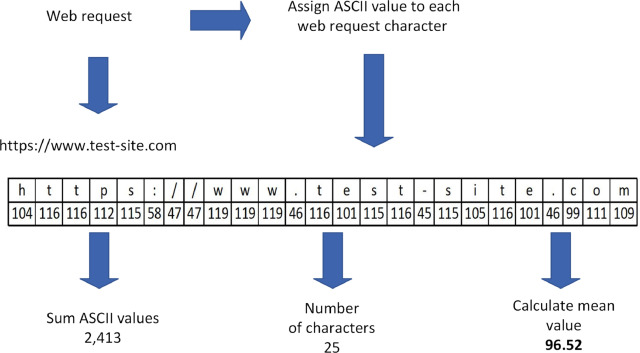 Web request
Assign ASCII value to each
web request character
https://www.test-site.com
h t t p s : / / w w w . t e s t - s i t e . c o m
104 116 116 112 115 58 47 47 119 119 119 46 116 101 115 116 45 115 105 116 101 46 99 111 109
Sum ASCII values
2,413
Number
of characters
25
Calculate mean
value
96.52